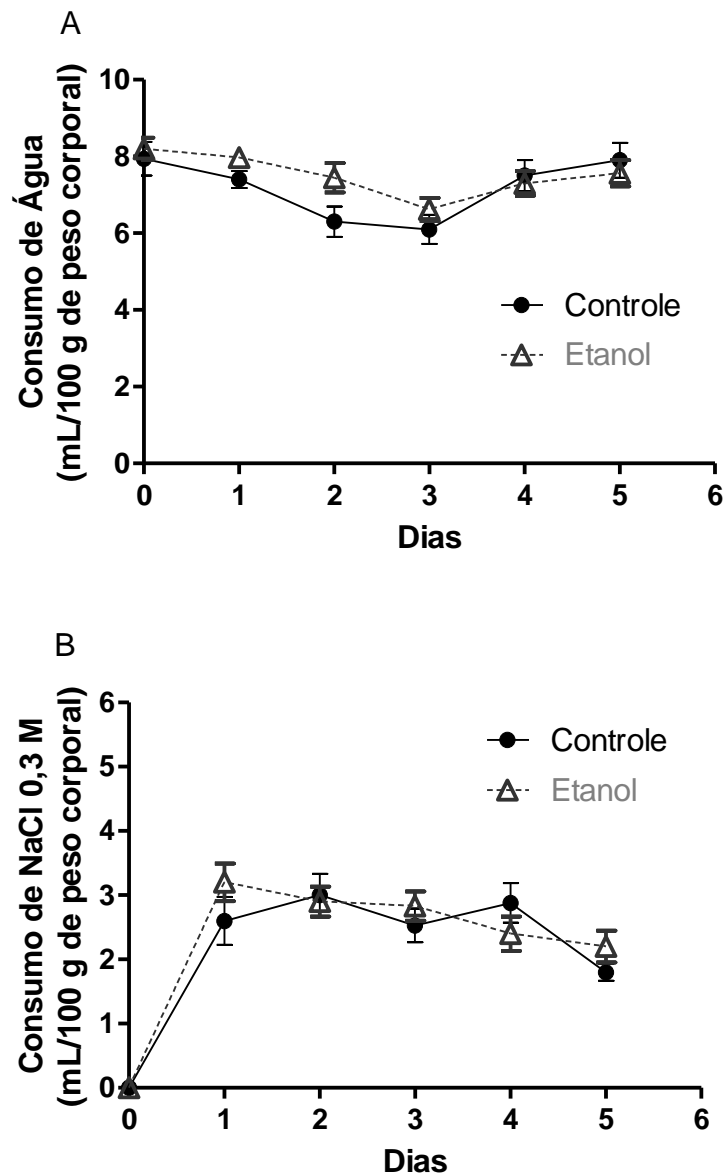 A
Consumo de Água
(mL/100 g de peso corporal)
10
8
6
4
2
0
Controle
Etanol
0 1 2 3 4 5 6
Dias
B
Consumo de NaCl 0,3 M
(mL/100 g de peso corporal)
6
5
4
3
2
1
0
Controle
Etanol
0 1 2 3 4 5 6
Dias